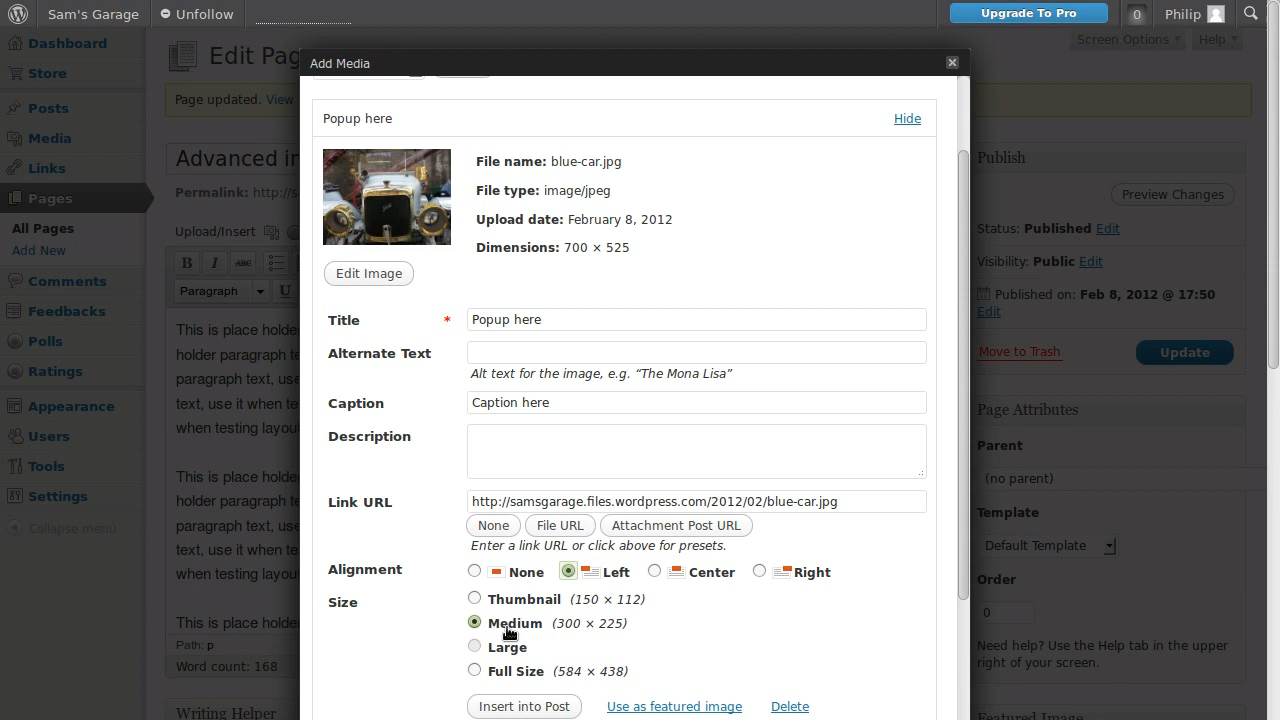 Sam's Garage
Unfollow
Upgrade To Pro
0
Philip
Dashboard
Store
Posts
Media
Links
Pages
All Pages
Add New
Comments
Feedbacks
Polls
Ratings
Appearance
Users
Tools
Settings
Collapse menu
Edit Pag
Screen Options
Help
Page updated. View
Advanced in
Permalink: http://s
Upload/Insert
B I ABC
Paragraph U
This is place holde
holder paragraph te
paragraph text, use
text, use it when te
when testing layou
This is place holde
holder paragraph te
paragraph text, use
text, use it when te
when testing layou
This is place holde
Path: p
Word count: 168
Writing Helper
Add Media
Popup here
Hide
File name: blue-car.jpg
File type: image/jpeg
Upload date: February 8, 2012
Dimensions: 700 × 525
Edit Image
Title * Popup here
Alternate Text
Alt text for the image, e.g. “The Mona Lisa”
Caption Caption here
Description
Link URL http://samsgarage.files.wordpress.com/2012/02/blue-car.jpg
None File URL Attachment Post URL
Enter a link URL or click above for presets.
Alignment None Left Center Right
Size Thumbnail (150 × 112)
Medium (300 × 225)
Large
Full Size (584 × 438)
Insert into Post Use as featured image Delete
Publish
Preview Changes
Status: Published Edit
Visibility: Public Edit
Published on: Feb 8, 2012 @ 17:50
Edit
Move to Trash
Update
Page Attributes
Parent
(no parent)
Template
Default Template
Order
0
Need help? Use the Help tab in the upper
right of your screen.
Featured Image